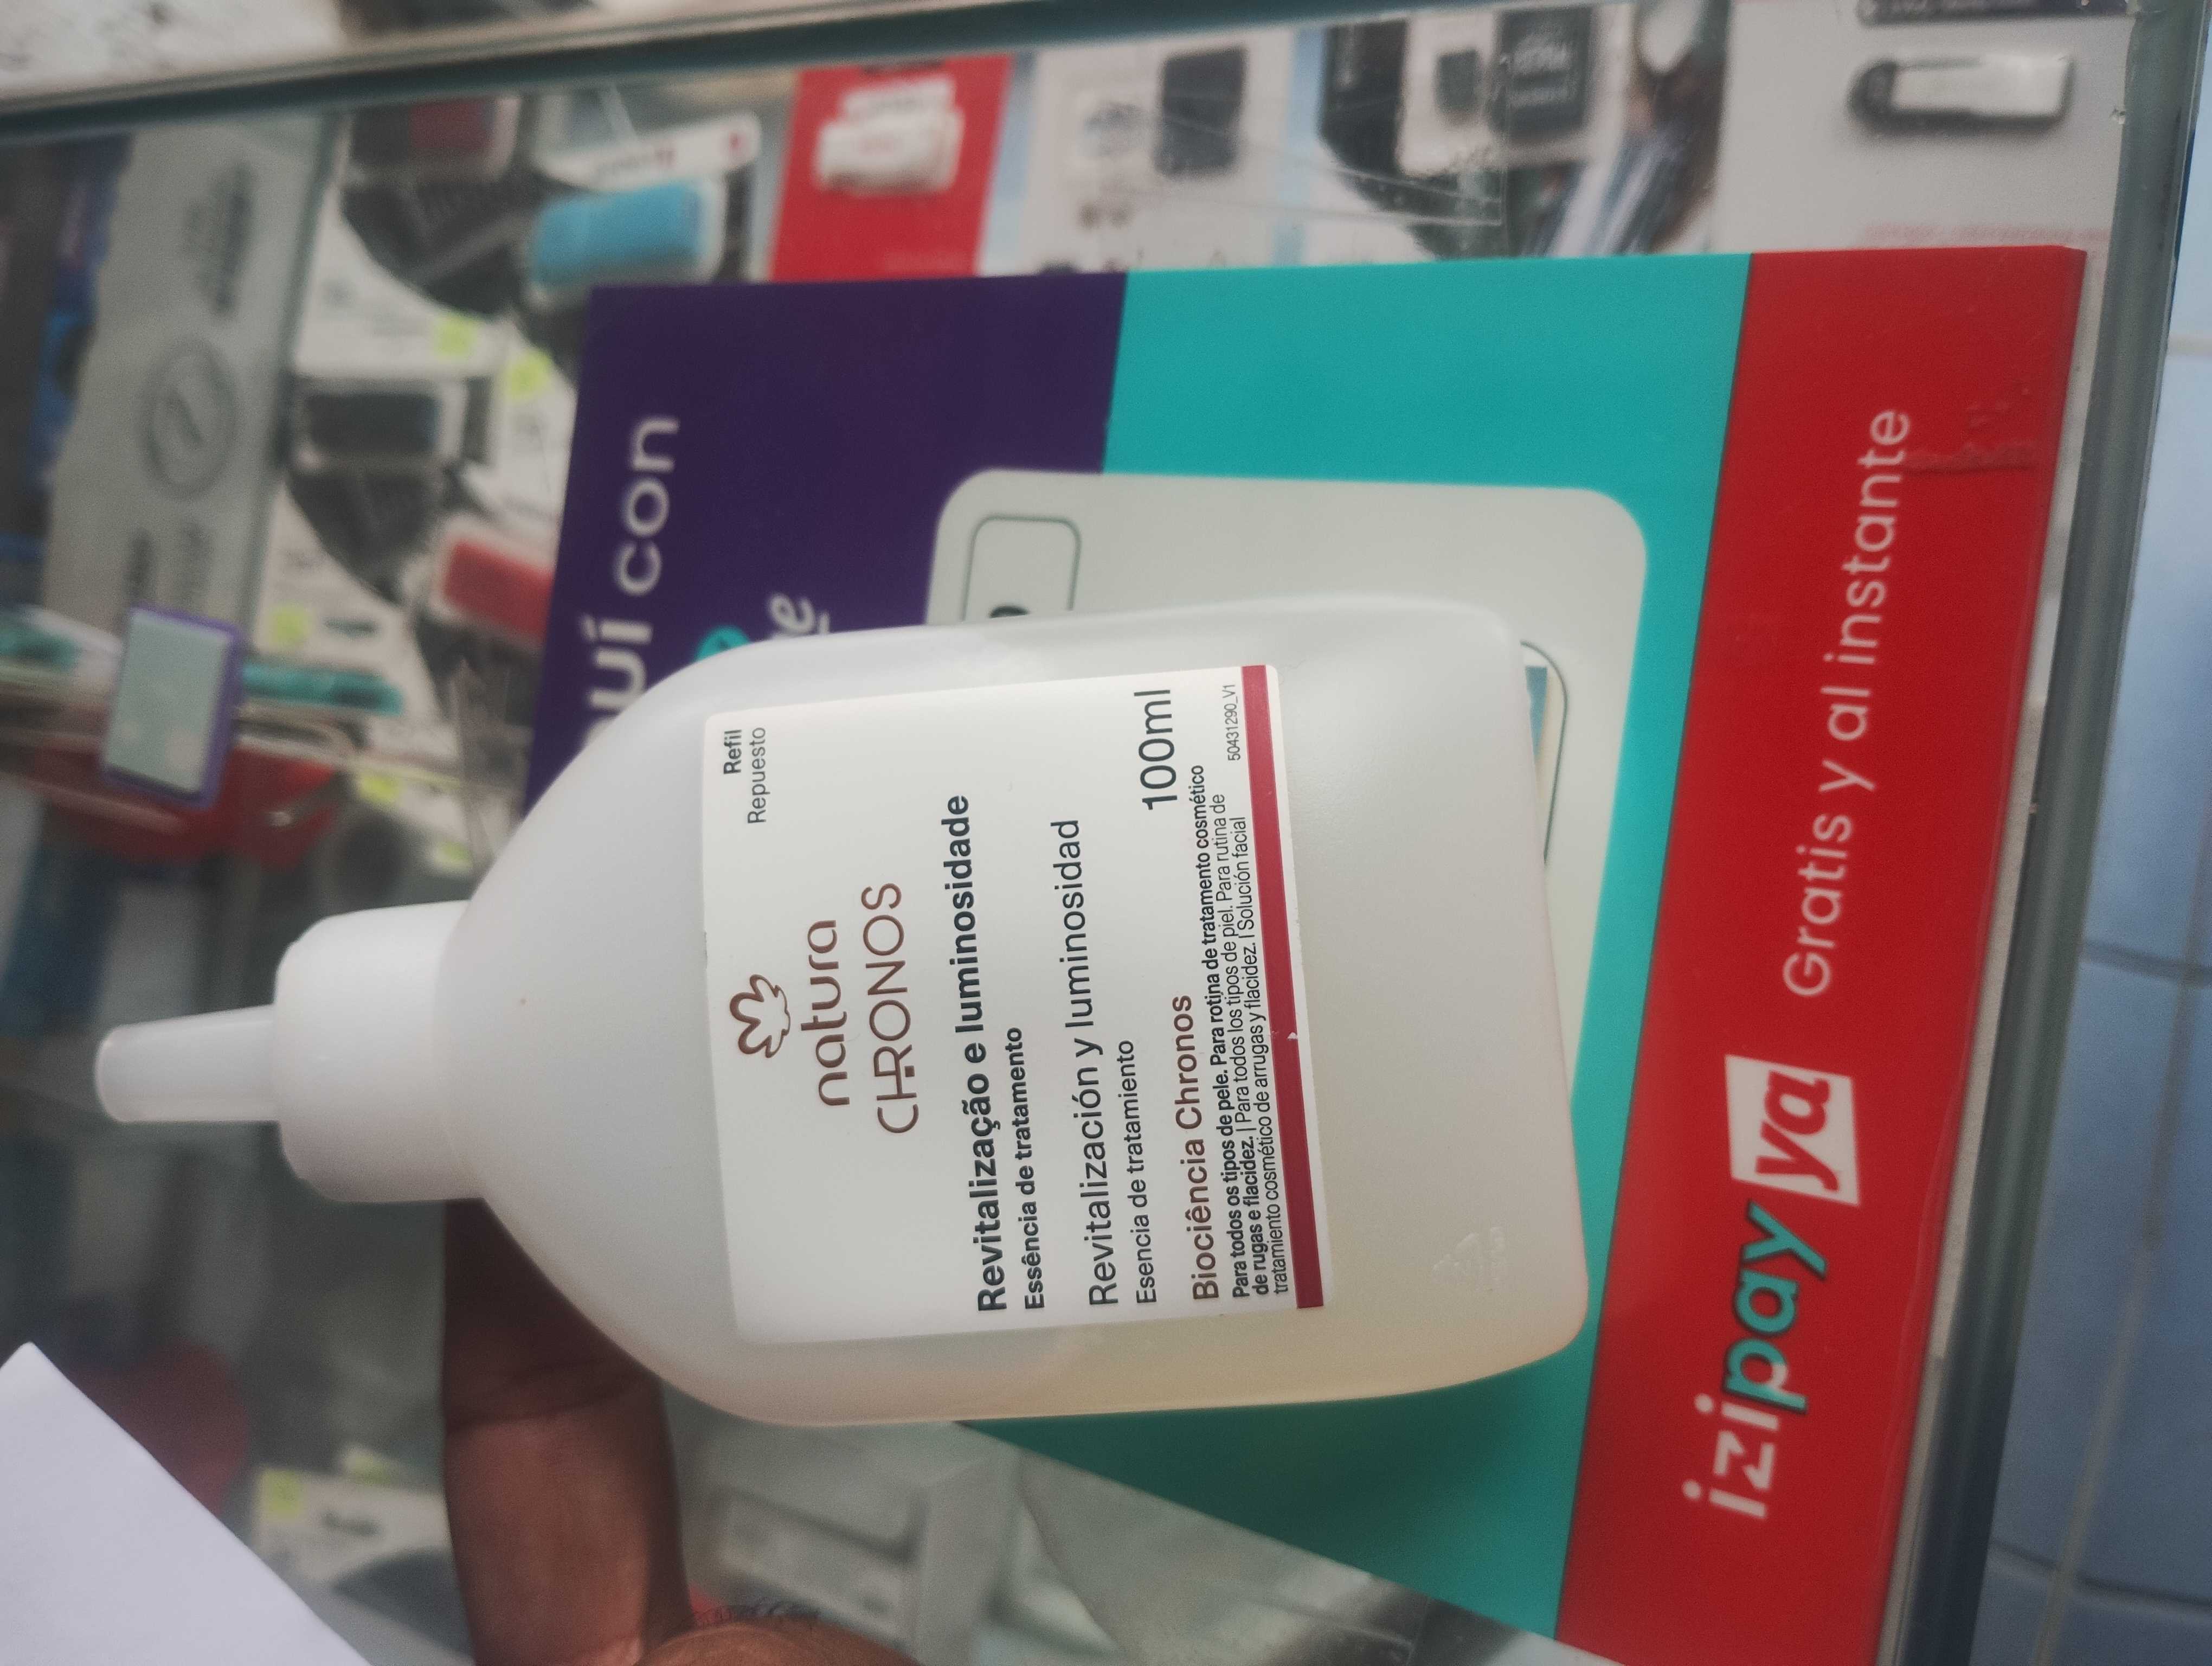 Refil
Repuesto
natura
CHRONOS
Revitalização e luminosidade
Essência de tratamento
Revitalización y luminosidad
Esencia de tratamiento
100ml
Biociência Chronos
Para todos os tipos de pele. Para rotina de tratamento cosmético
de rugas e flacidez. | Para todos los tipos de piel. Para rutina de
tratamiento cosmético de arrugas y flacidez. | Solución facial
50431290_V1
uí con
e
izipay ya Gratis y al instante